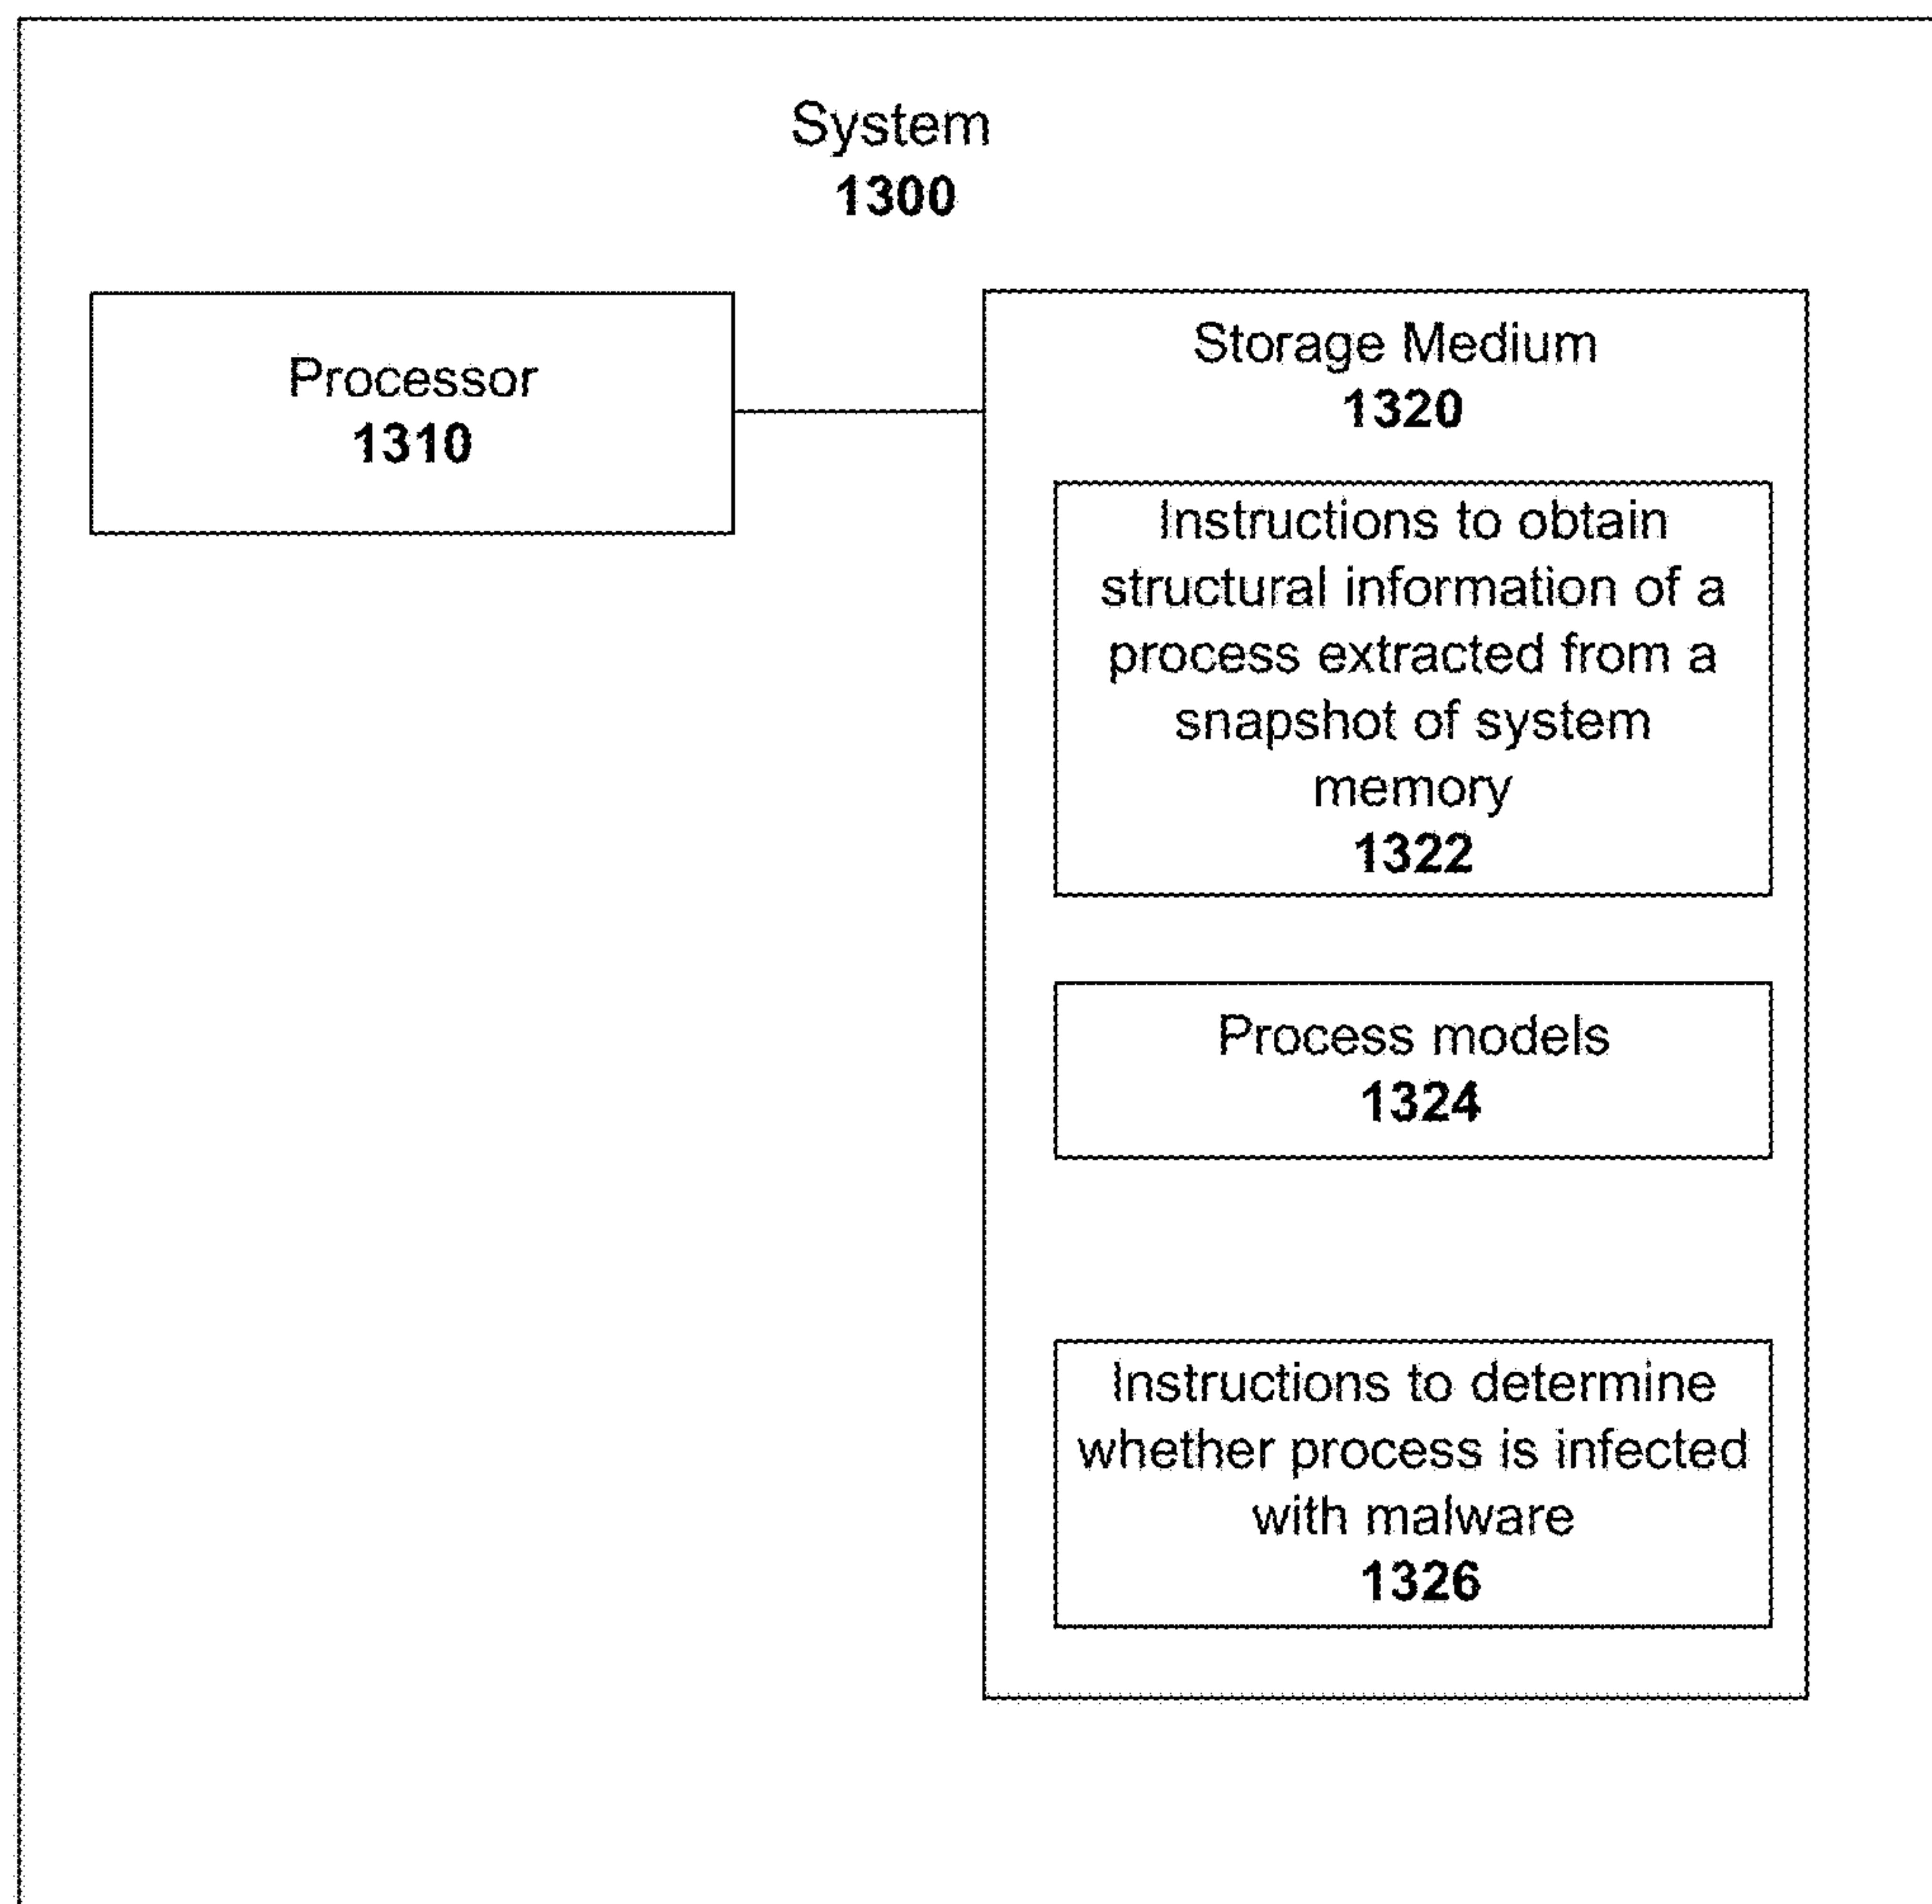 System
1300
Processor
1310
Storage Medium
1320
Instructions to obtain
structural information of a
process extracted from a
snapshot of system
memory
1322
Process models
1324
Instructions to determine
whether process is infected
with malware
1326